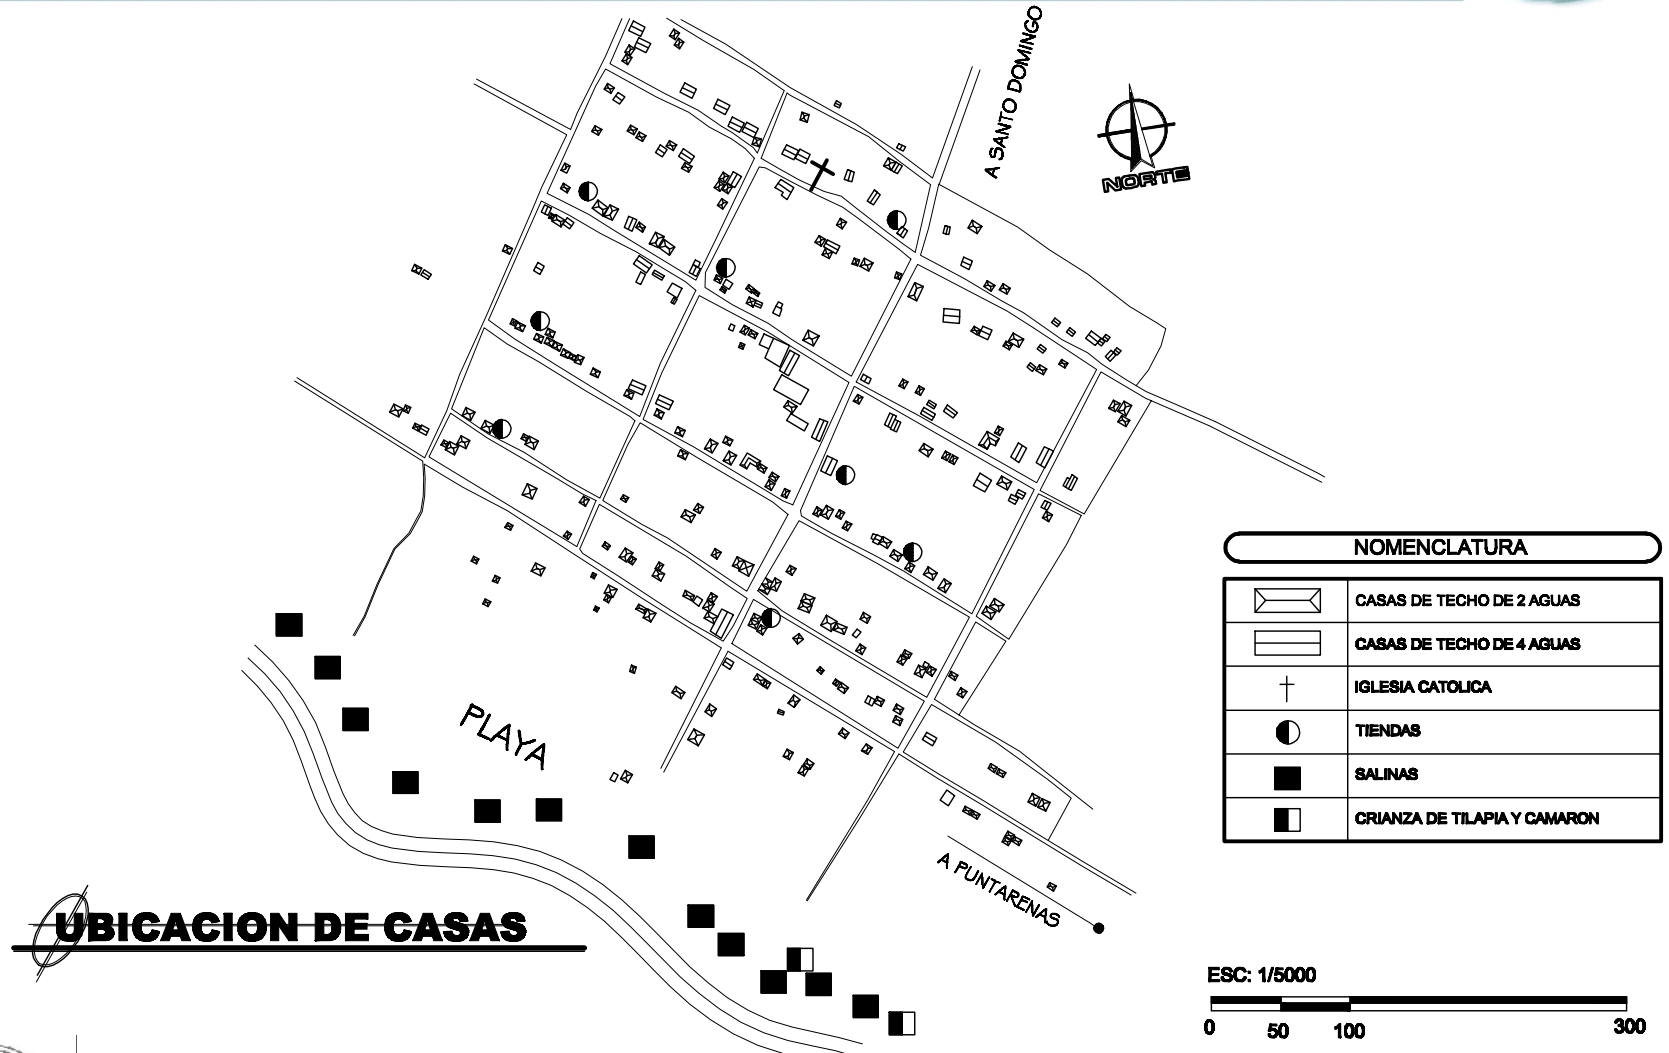 A SANTO DOMINGO
NORTE
NOMENCLATURA
CASAS DE TECHO DE 2 AGUAS
CASAS DE TECHO DE 4 AGUAS
IGLESIA CATOLICA
TIENDAS
SALINAS
CRIANZA DE TILAPIA Y CAMARON
PLAYA
A PUNTARENAS
UBICACION DE CASAS
ESC: 1/5000
0 50 100 300